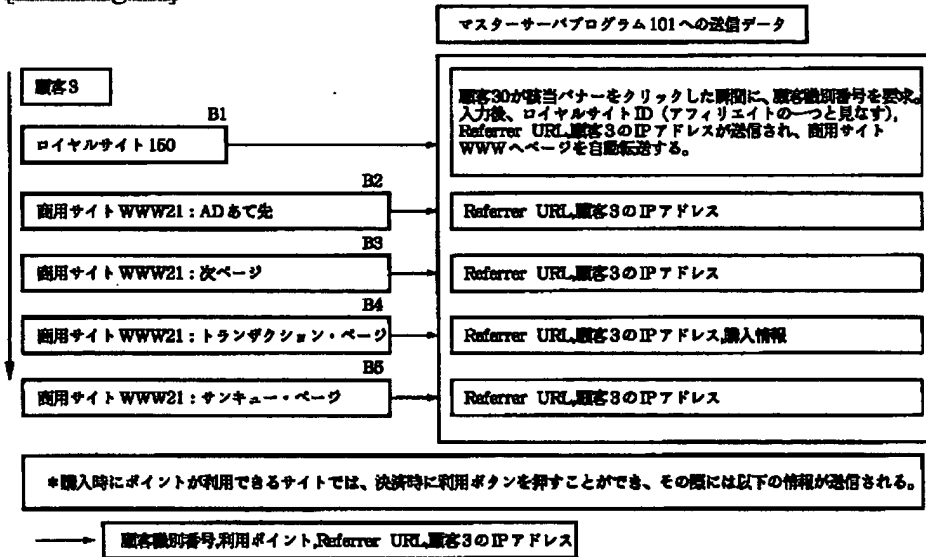 マスターサーバプログラム101への送信データ
顧客3
顧客30が該当バナーをクリックした瞬間に、顧客識別番号を要求。
入力後、ロイヤルサイトID（アフィリエイトの一つと見なす）,
Referrer URL,顧客3のIPアドレスが送信され、商用サイト
WWWへページを自動転送する。
B1
ロイヤルサイト150
B2
商用サイトWWW21：ADあて先
Referrer URL,顧客3のIPアドレス
B3
商用サイトWWW21：次ページ
Referrer URL,顧客3のIPアドレス
B4
商用サイトWWW21：トランザクション・ページ
Referrer URL,顧客3のIPアドレス,購入情報
B5
商用サイトWWW21：サンキュー・ページ
Referrer URL,顧客3のIPアドレス
*購入時にポイントが利用できるサイトでは、決済時に利用ボタンを押すことができ、その際には以下の情報が送信される。
顧客識別番号,利用ポイント,Referrer URL,顧客3のIPアドレス